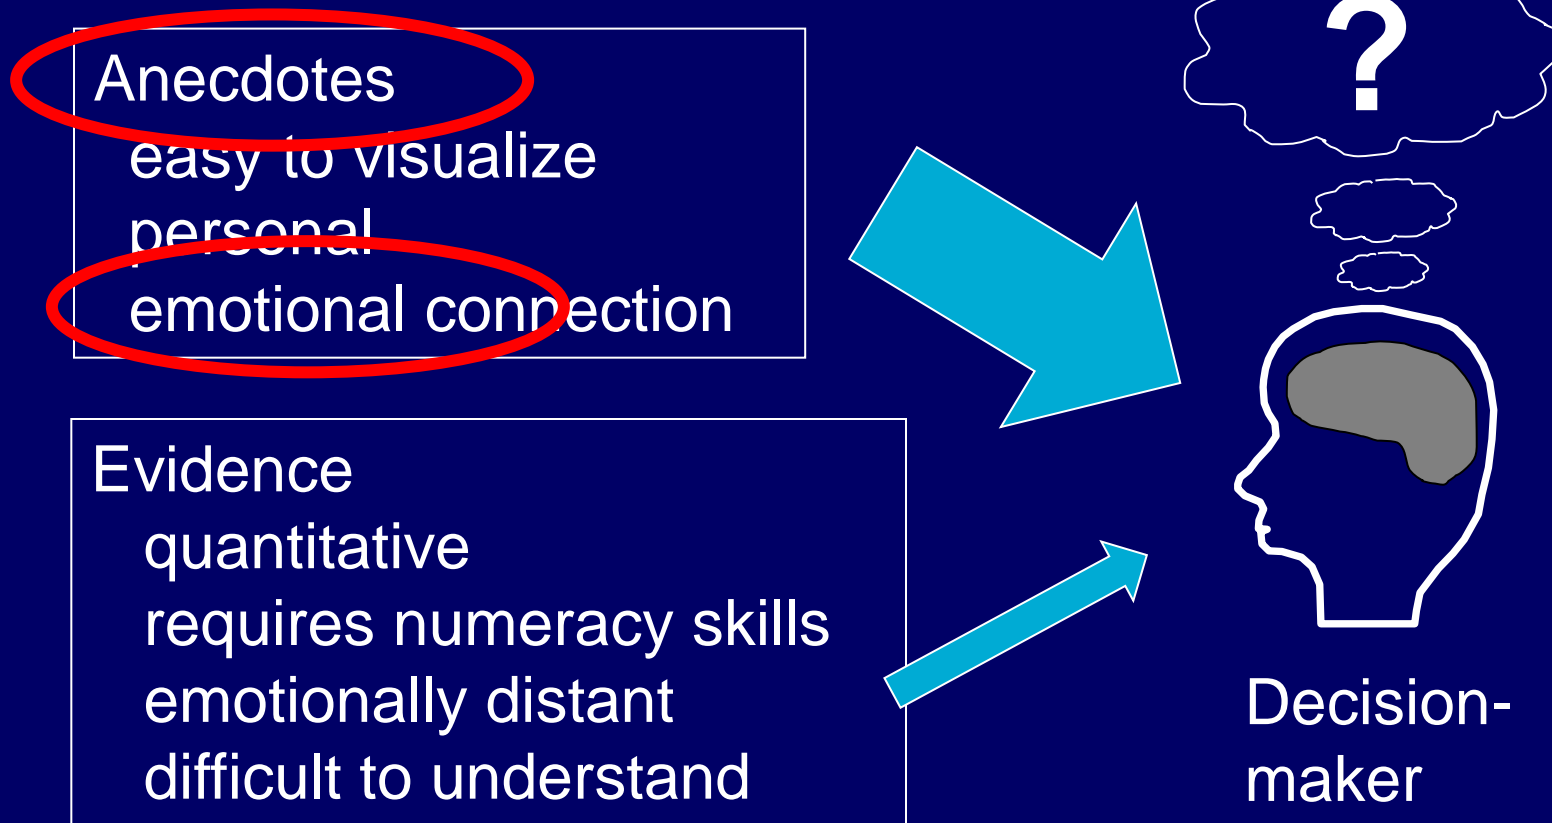 ?
Anecdotes
easy to visualize
personal
emotional connection
Evidence
quantitative
requires numeracy skills
emotionally distant
difficult to understand
Decision-
maker